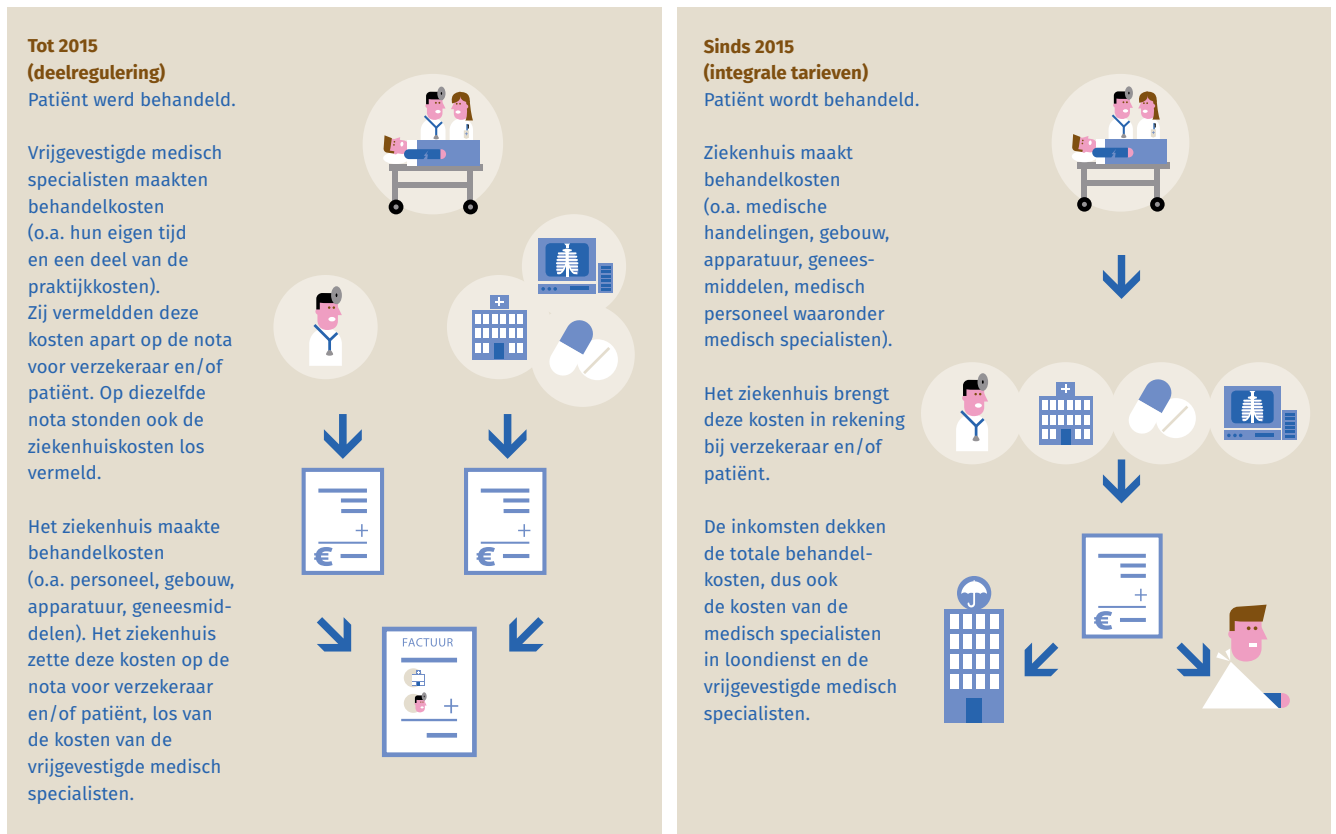 Tot 2015
(deelregulering)
Patiënt werd behandeld.
Vrijgevestigde medisch
specialisten maakten
behandelkosten
(o.a. hun eigen tijd
en een deel van de
praktijkkosten).
Zij vermeldden deze
kosten apart op de nota
voor verzekeraar en/of
patiënt. Op diezelfde
nota stonden ook de
ziekenhuiskosten los
vermeld.
Het ziekenhuis maakte
behandelkosten
(o.a. personeel, gebouw,
apparatuur, geneesmid-
delen). Het ziekenhuis
zette deze kosten op de
nota voor verzekeraar
en/of patiënt, los van
de kosten van de
vrijgevestigde medisch
specialisten.
+
€
+
€
FACTUUR
+
Sinds 2015
(integrale tarieven)
Patiënt wordt behandeld.
Ziekenhuis maakt
behandelkosten
(o.a. medische
handelingen, gebouw,
apparatuur, genees-
middelen, medisch
personeel waaronder
medisch specialisten).
Het ziekenhuis brengt
deze kosten in rekening
bij verzekeraar en/of
patiënt.
De inkomsten dekken
de totale behandel-
kosten, dus ook
de kosten van de
medisch specialisten
in loondienst en de
vrijgevestigde medisch
specialisten.
+
€